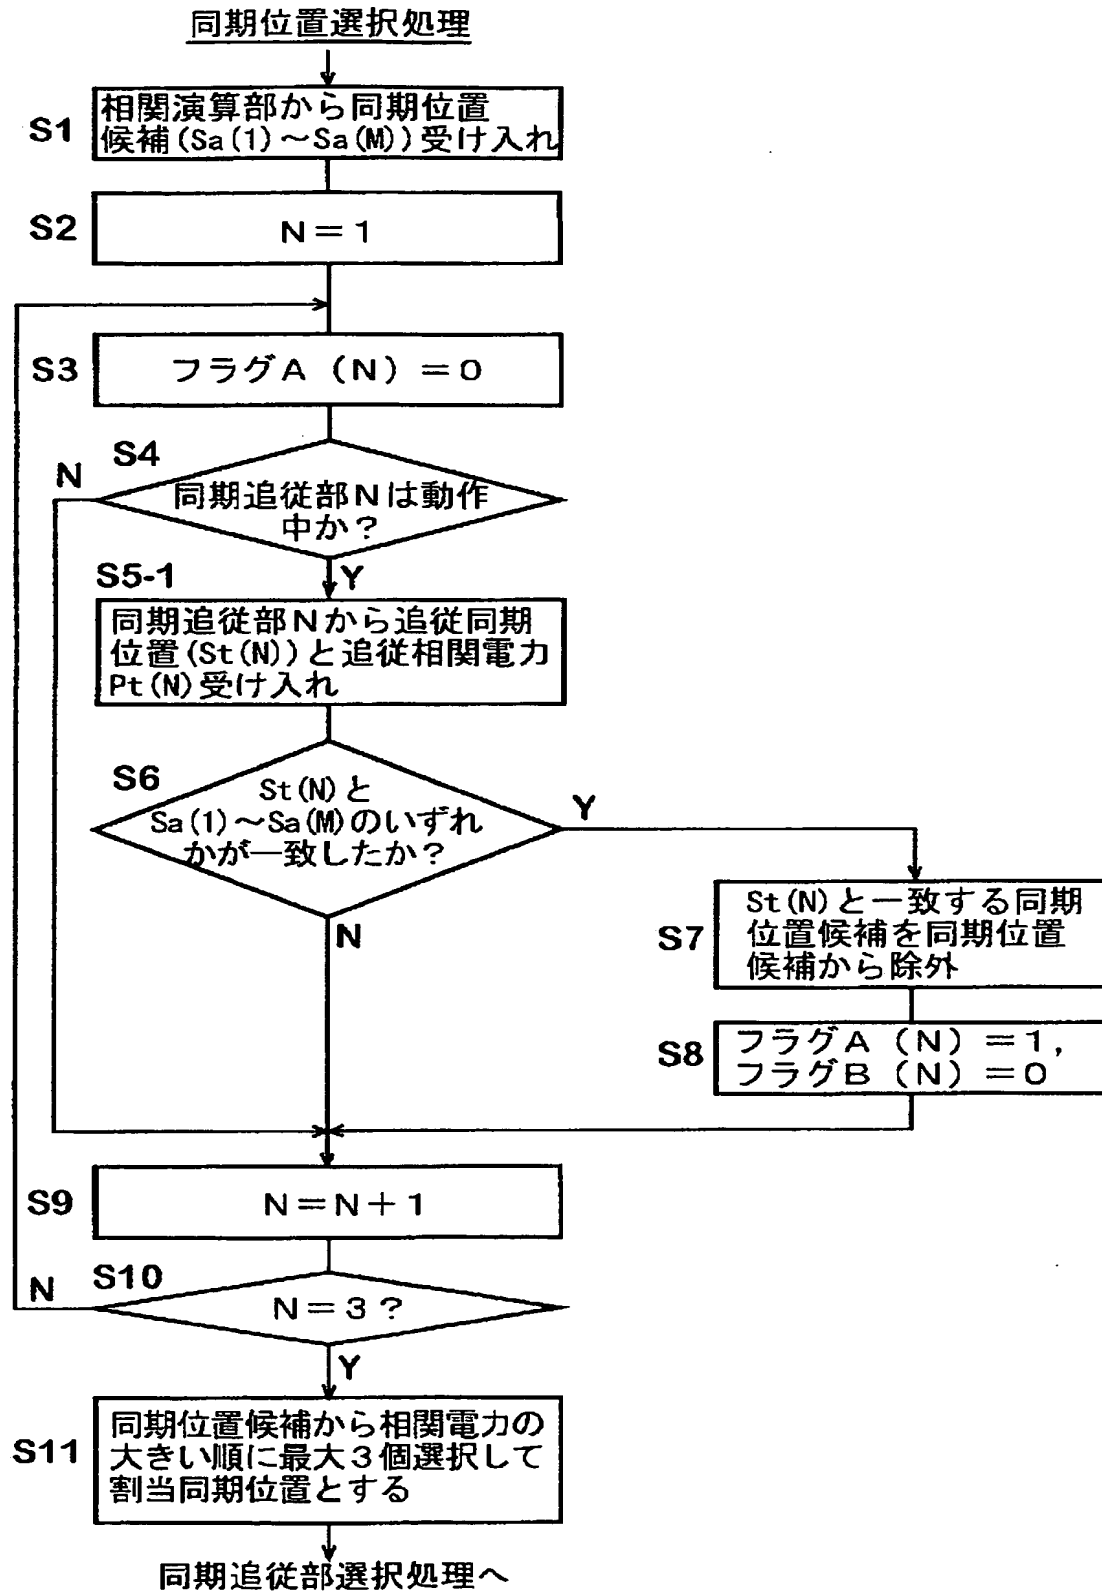 同期位置選択処理
S1
相関演算部から同期位置
候補(Sa(1)～Sa(M))受け入れ
S2
N＝1
S3
フラグA（N）＝0
S4
N
同期追従部Nは動作
中か？
Y
S5-1
同期追従部Nから追従同期
位置(St(N))と追従相関電力
Pt(N)受け入れ
S6
St(N)と
Sa(1)～Sa(M)のいずれ
かが一致したか？
Y
N
S7
St(N)と一致する同期
位置候補を同期位置
候補から除外
S8
フラグA（N）＝1，
フラグB（N）＝0
S9
N＝N＋1
S10
N
N＝3？
Y
S11
同期位置候補から相関電力の
大きい順に最大3個選択して
割当同期位置とする
同期追従部選択処理へ